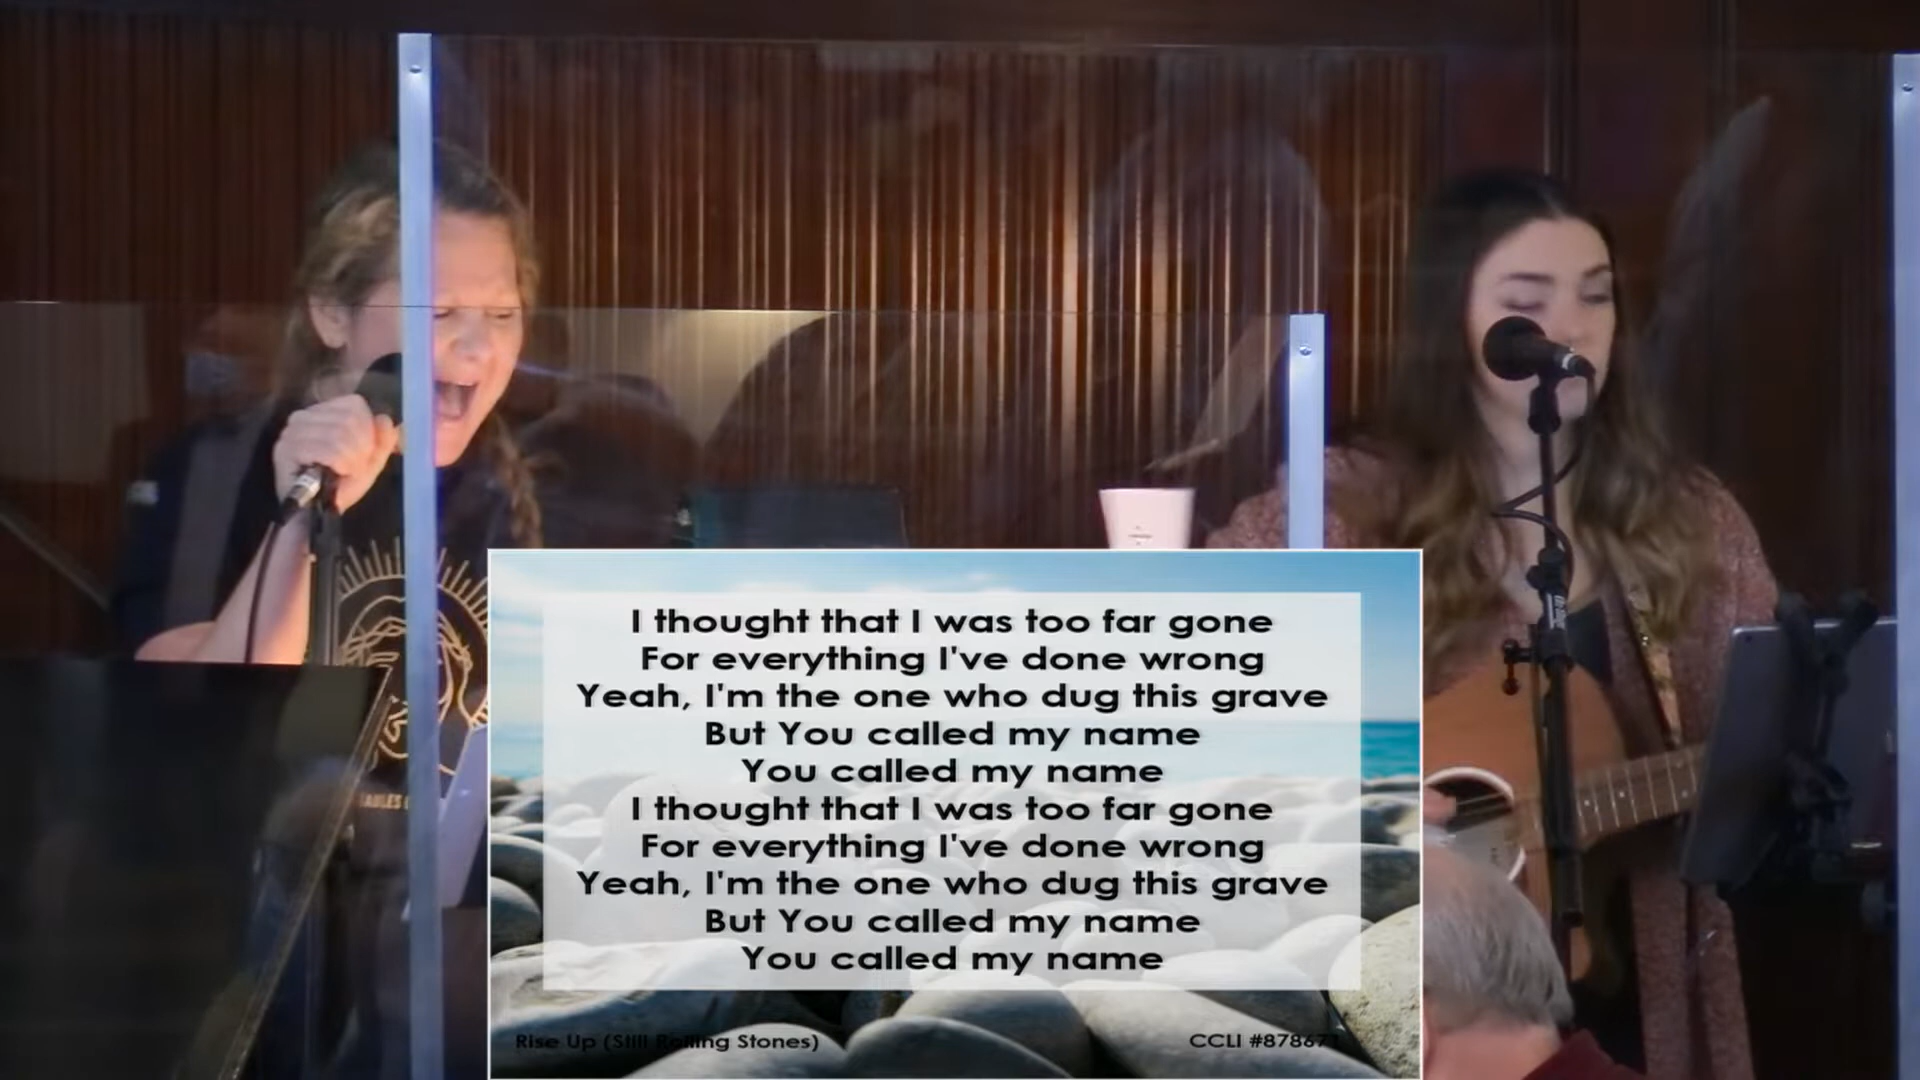 I thought that I was too far gone
For everything I've done wrong
Yeah, I'm the one who dug this grave
But You called my name
You called my name
I thought that I was too far gone
For everything I've done wrong
Yeah, I'm the one who dug this grave
But You called my name
You called my name
Rise Up (Still Rolling Stones)
CCLI